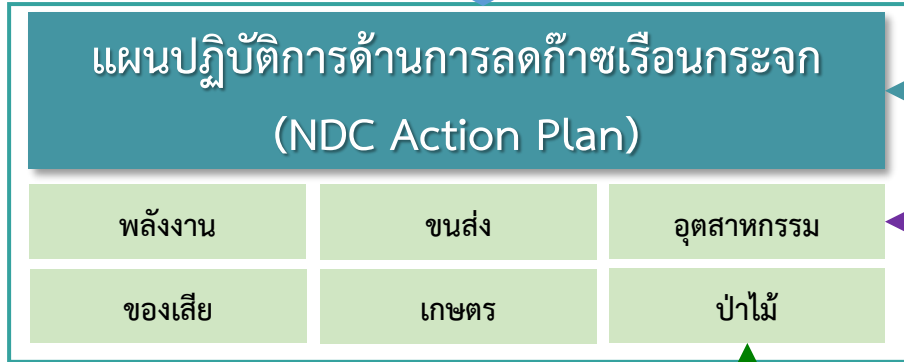 แผนปฏิบัติการด้านการลดก๊าซเรือนกระจก
(NDC Action Plan)
พลังงาน ขนส่ง อุตสาหกรรม
ของเสีย เกษตร ป่าไม้